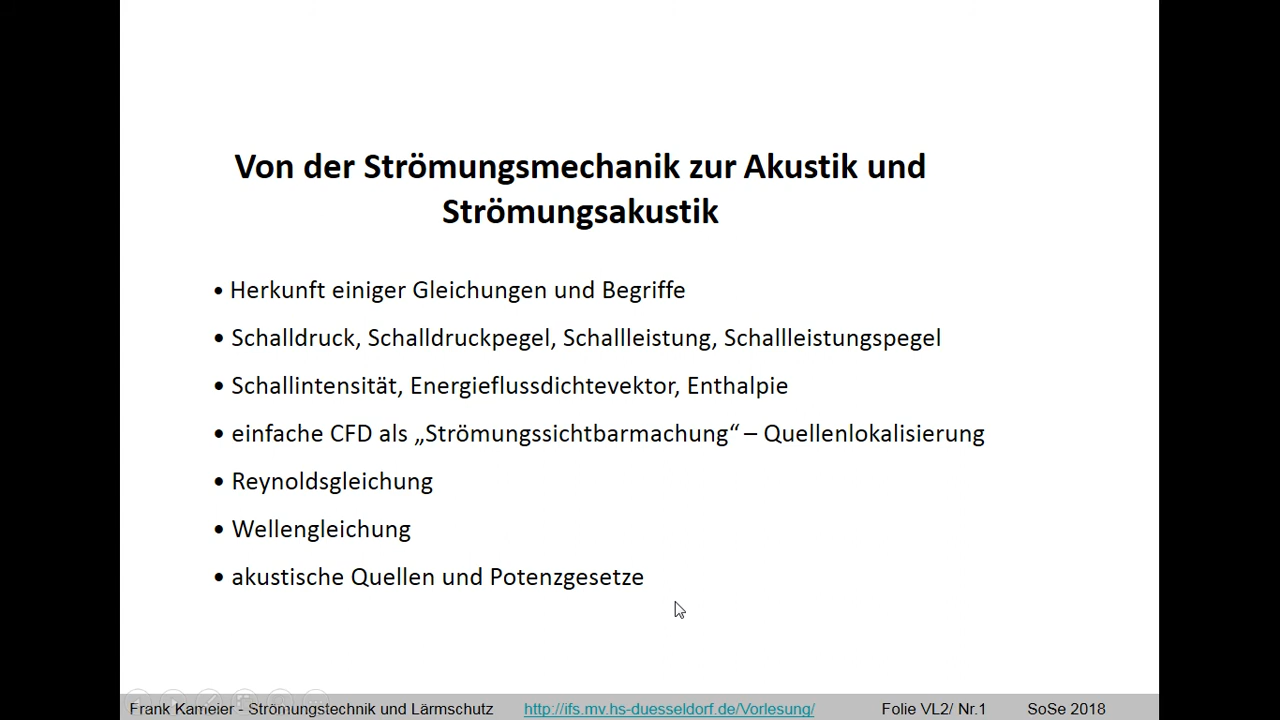 Von der Strömungsmechanik zur Akustik und
Strömungsakustik
• Herkunft einiger Gleichungen und Begriffe
• Schalldruck, Schalldruckpegel, Schallleistung, Schallleistungspegel
• Schallintensität, Energieflussdichtevektor, Enthalpie
• einfache CFD als „Strömungssichtbarmachung“ – Quellenlokalisierung
• Reynoldsgleichung
• Wellengleichung
• akustische Quellen und Potenzgesetze
Frank Kameier - Strömungstechnik und Lärmschutz http://ifs.mv.hs-duesseldorf.de/Vorlesung/ Folie VL2/ Nr.1 SoSe 2018